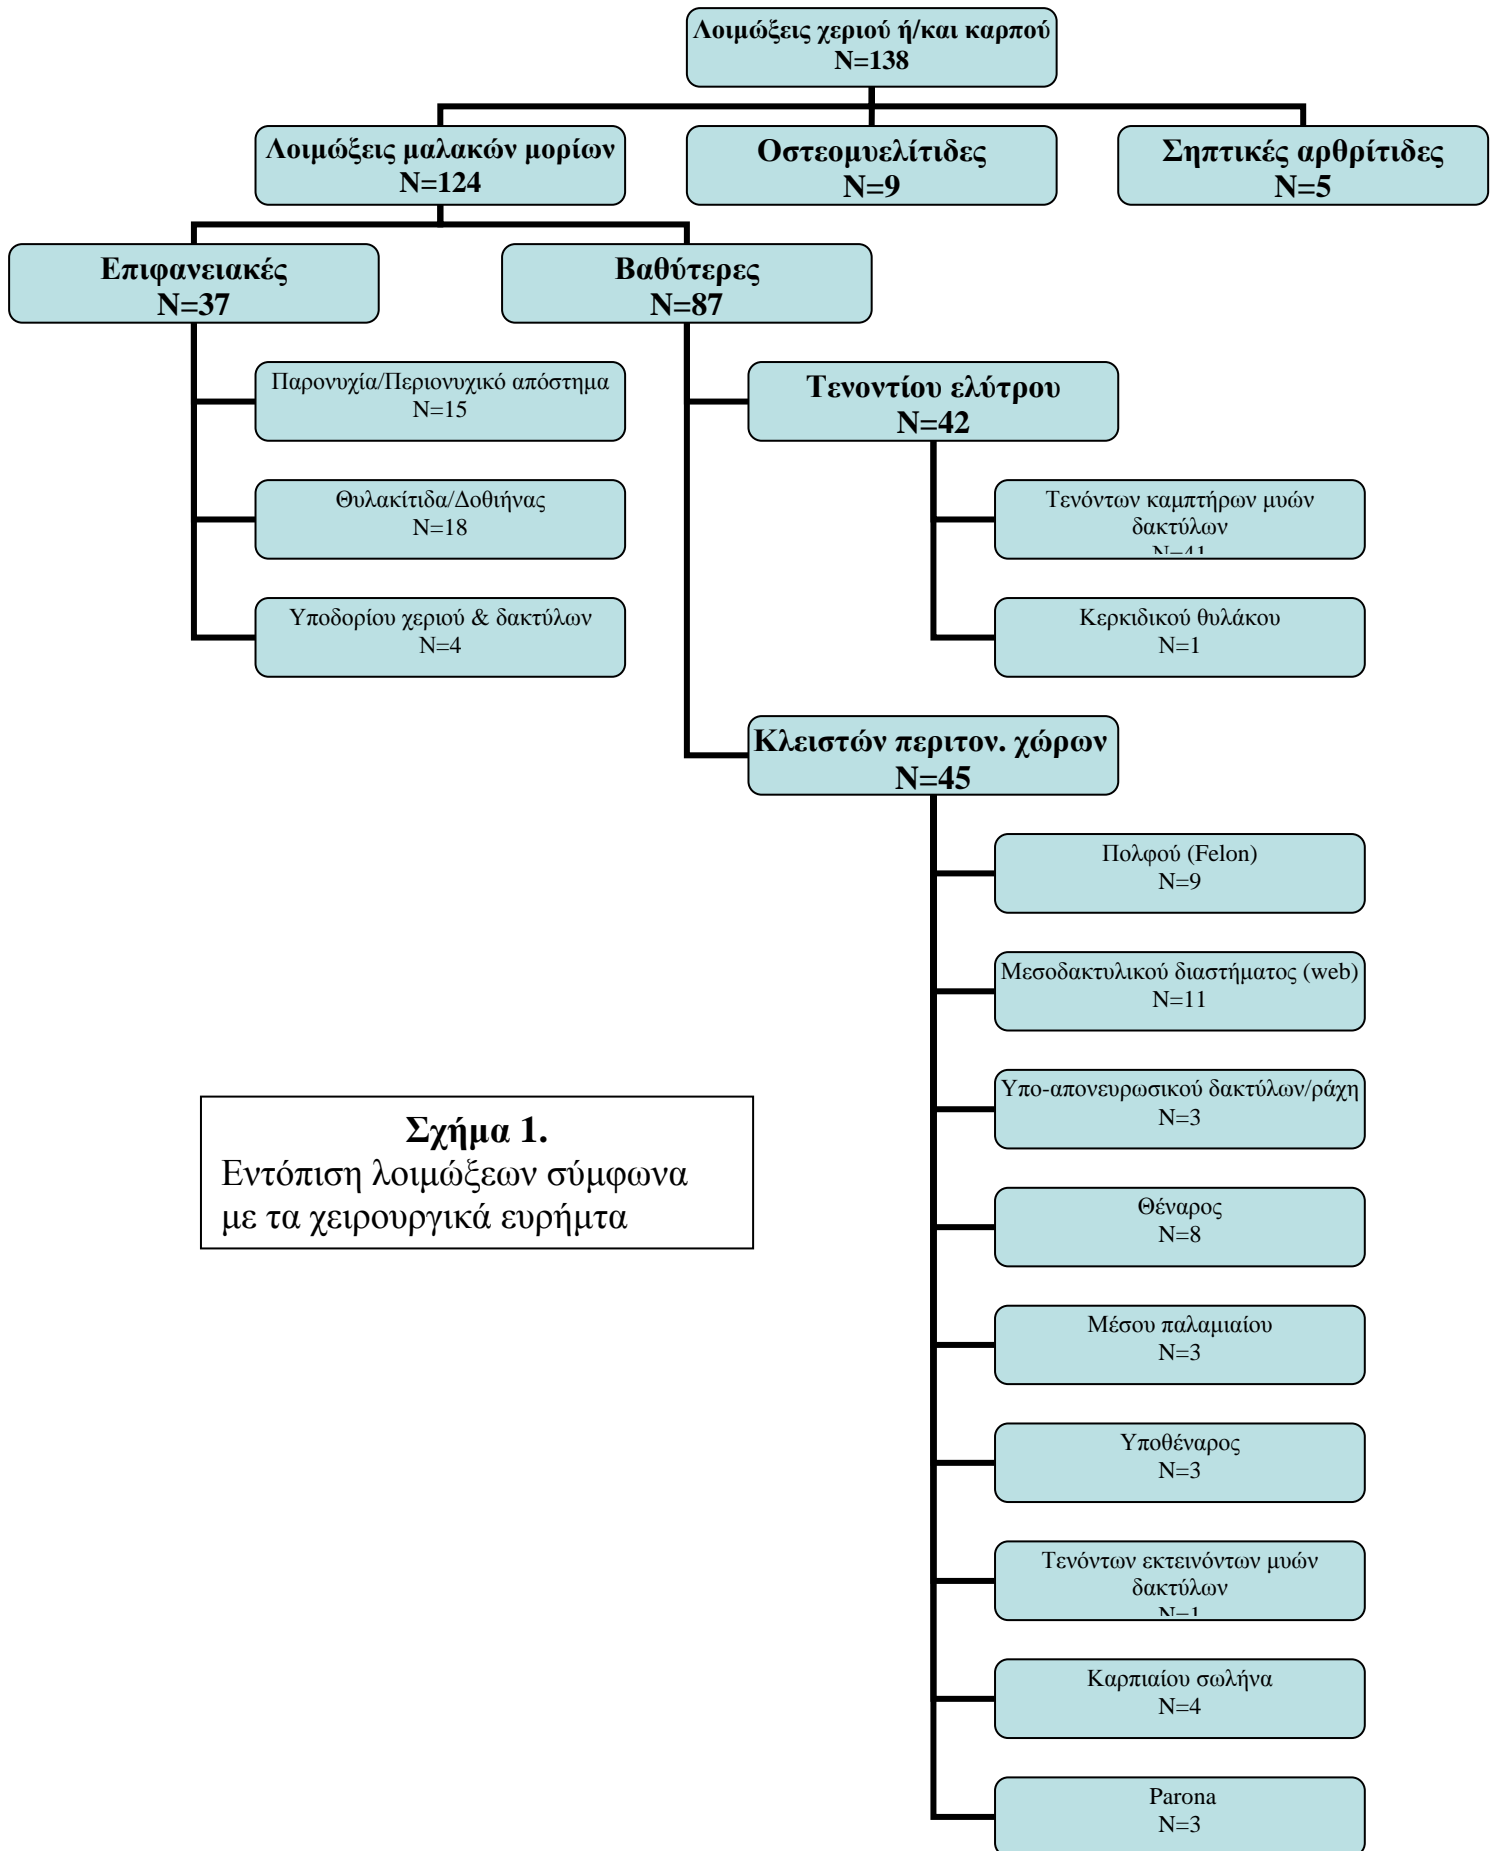 Λοιμώξεις χεριού ή/και καρπού
N=138
Λοιμώξεις μαλακών μορίων
N=124
Οστεομυελίτιδες
N=9
Σηπτικές αρθρίτιδες
N=5
Επιφανειακές
N=37
Βαθύτερες
N=87
Παρονυχία/Περιονυχικό απόστημα
N=15
Θυλακίτιδα/Δοθιήνας
N=18
Υποδορίου χεριού & δακτύλων
N=4
Τενοντίου ελύτρου
N=42
Τενόντων καμπτήρων μυών
δακτύλων
N=41
Κερκιδικού θυλάκου
N=1
Κλειστών περιτον. χώρων
N=45
Πολφού (Felon)
N=9
Μεσοδακτυλικού διαστήματος (web)
N=11
Υπο-απονευρωσικού δακτύλων/ράχη
N=3
Θέναρος
N=8
Μέσου παλαμιαίου
N=3
Υποθέναρος
N=3
Τενόντων εκτεινόντων μυών
δακτύλων
N=1
Καρπιαίου σωλήνα
N=4
Parona
N=3
Σχήμα 1.
Εντόπιση λοιμώξεων σύμφωνα
με τα χειρουργικά ευρήμτα